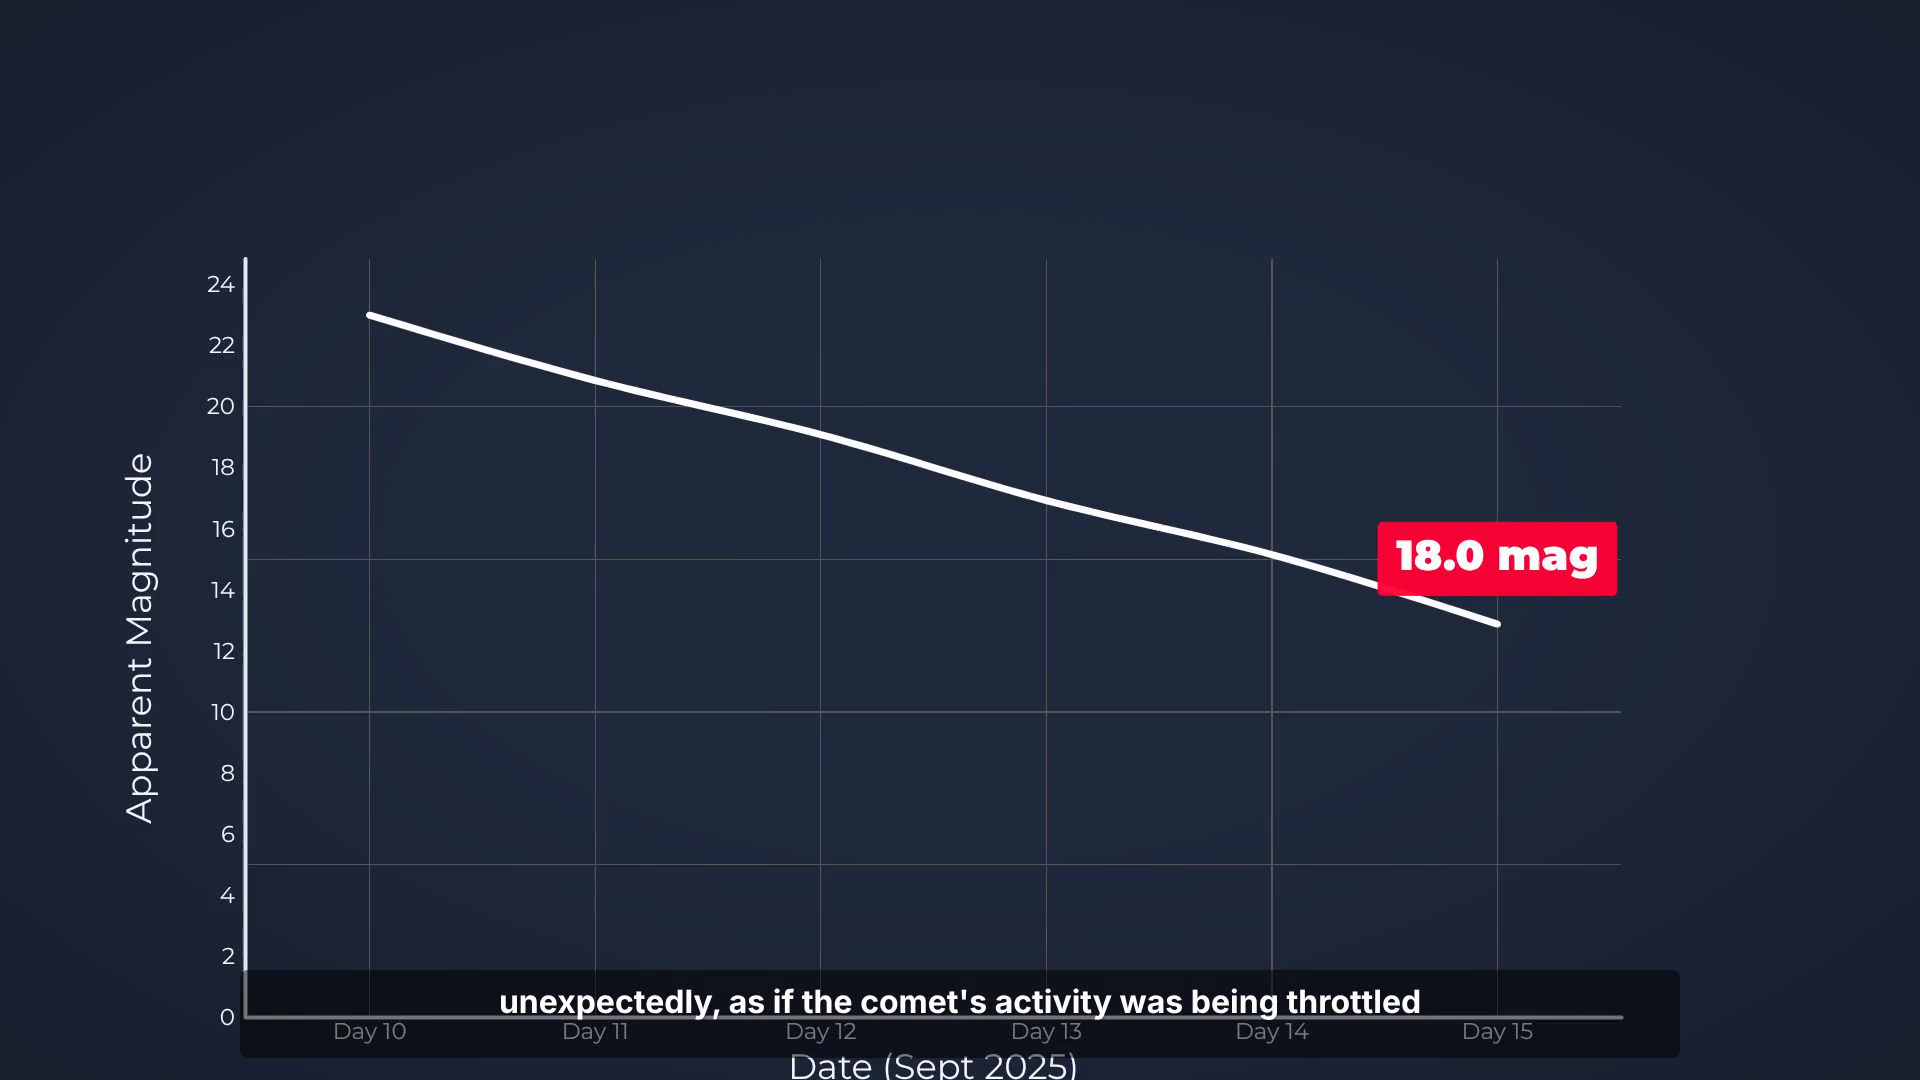 24
22
20
18
16
14
12
10
8
6
4
2
0
Apparent Magnitude
18.0 mag
unexpectedly, as if the comet's activity was being throttled
Day 10 Day 11 Day 12 Day 13 Day 14 Day 15
Date (Sept 2025)